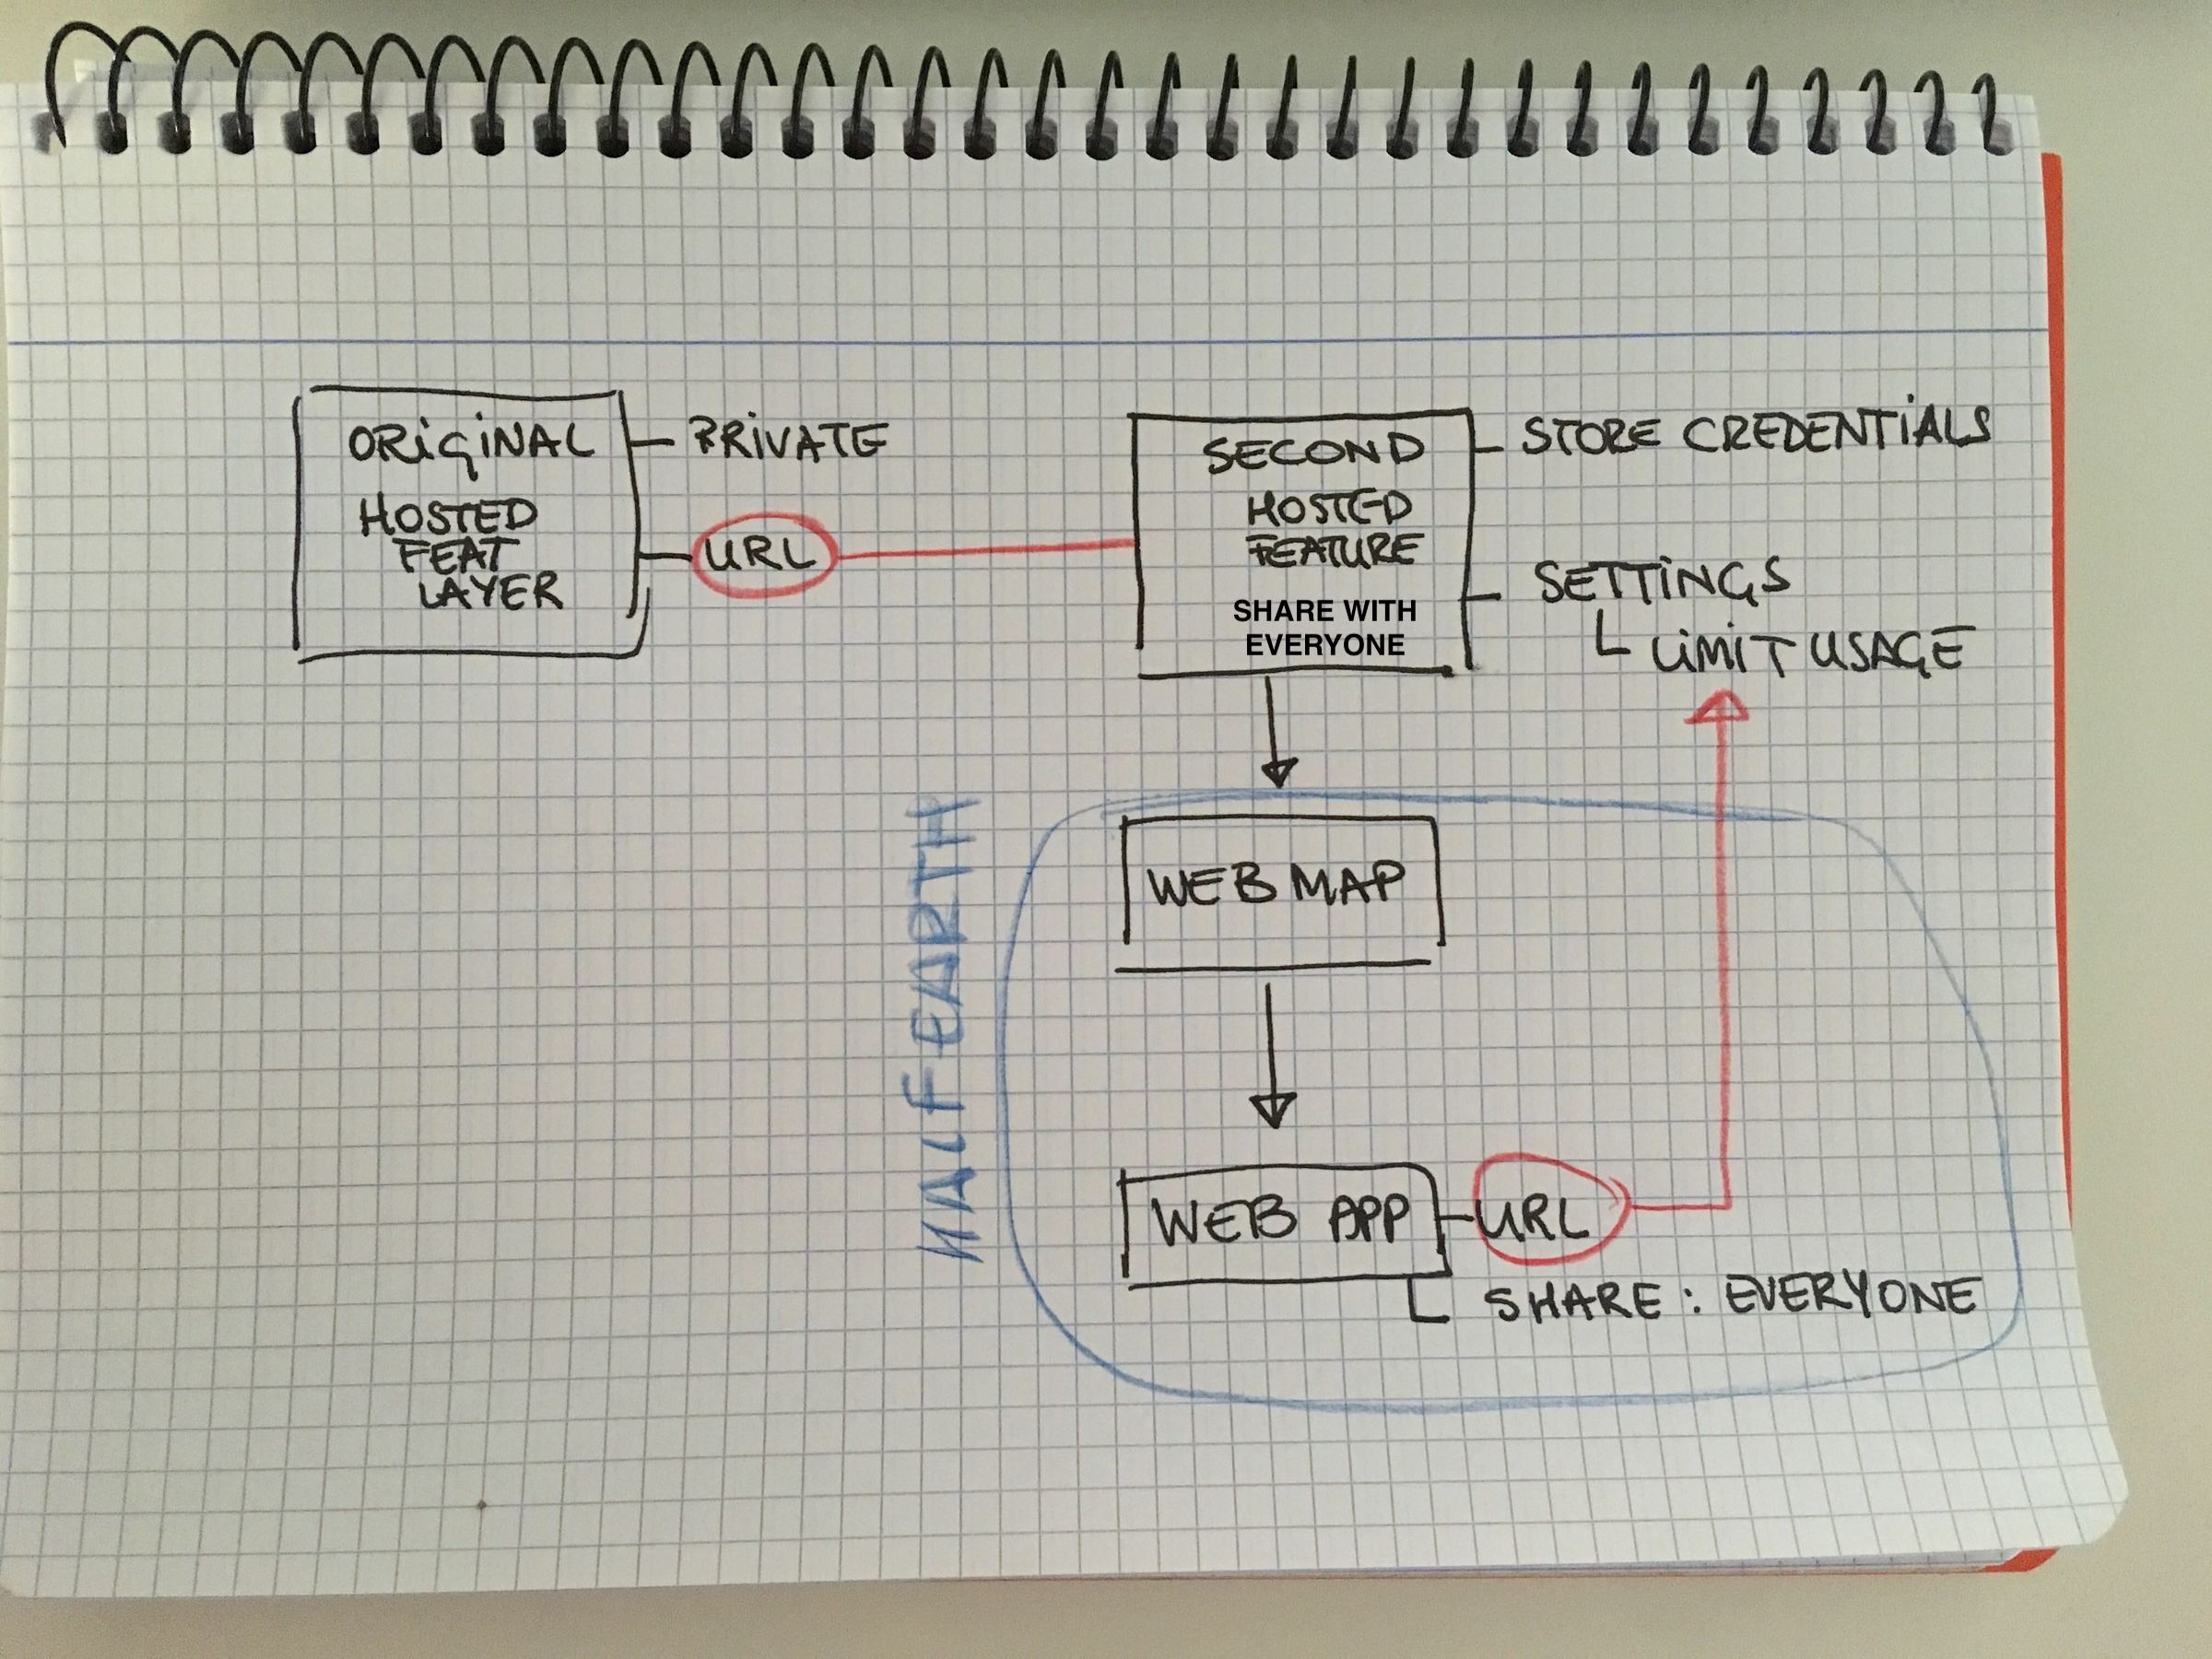 ORIGINAL
HOSTED
FEAT
LAYER
PRIVATE
URL
SECOND
HOSTED
FEATURE
SHARE WITH
EVERYONE
STORE CREDENTIALS
SETTINGS
LIMIT USAGE
HALF EARTH
WEB MAP
WEB APP
URL
SHARE : EVERYONE